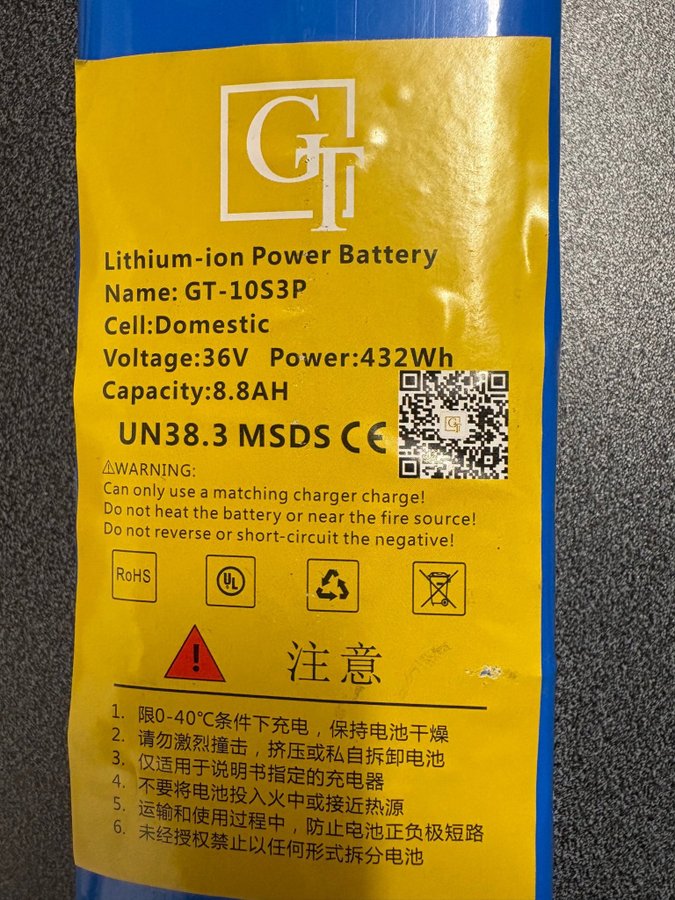 GT
Lithium-ion Power Battery
Name: GT-10S3P
Cell:Domestic
Voltage:36V Power:432Wh
Capacity:8.8AH
UN38.3 MSDS CE
GT
⚠WARNING:
Can only use a matching charger charge!
Do not heat the battery or near the fire source!
Do not reverse or short-circuit the negative!
RoHS
UL
注意
1. 限0-40℃条件下充电，保持电池干燥
2. 请勿激烈撞击，挤压或私自拆卸电池
3. 仅适用于说明书指定的充电器
4. 不要将电池投入火中或接近热源
5. 运输和使用过程中，防止电池正负极短路
6. 未经授权禁止以任何形式拆分电池